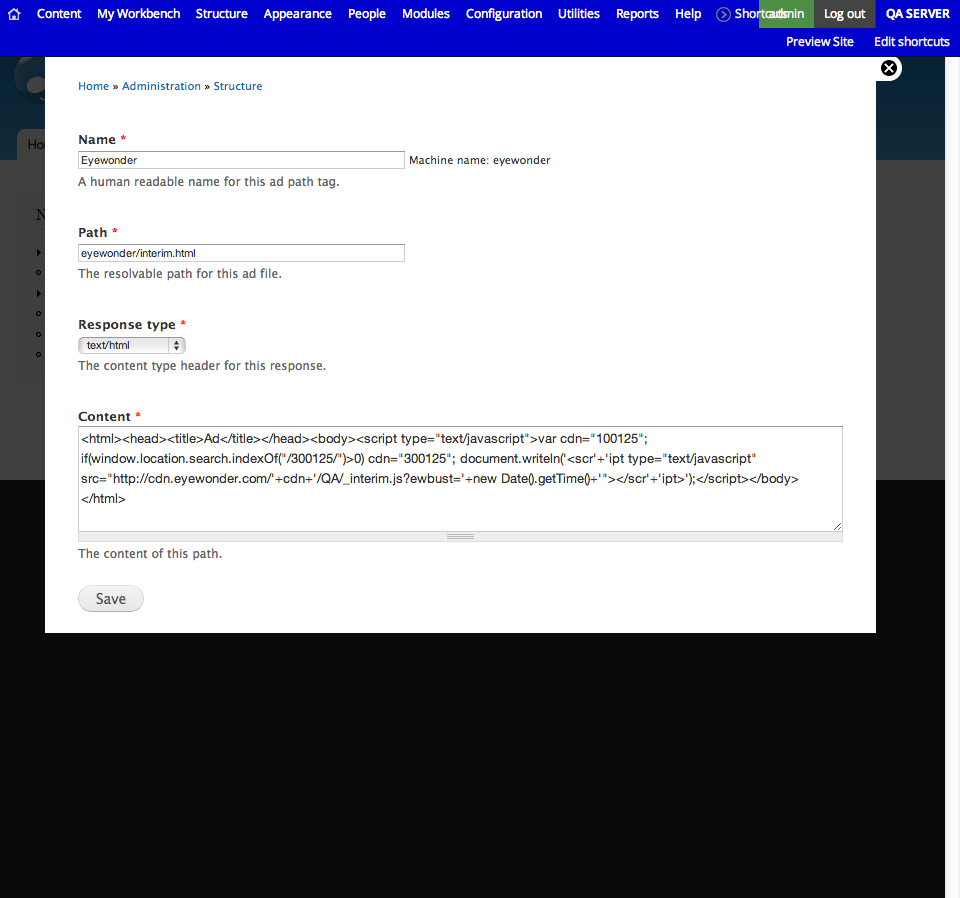 Content My Workbench Structure Appearance People Modules Configuration Utilities Reports Help Shortcuts admin Log out QA SERVER
Preview Site Edit shortcuts
Home » Administration » Structure
Name *
Eyewonder Machine name: eyewonder
A human readable name for this ad path tag.
Path *
eyewonder/interim.html
The resolvable path for this ad file.
Response type *
text/html
The content type header for this response.
Content *
<html><head><title>Ad</title></head><body><script type="text/javascript">var cdn="100125";
if(window.location.search.indexOf("/300125/")>0) cdn="300125"; document.writeln('<scr'+'ipt type="text/javascript"
src="http://cdn.eyewonder.com/'+cdn+'/QA/_interim.js?ewbust='+new Date().getTime()+'"></scr'+'ipt>');</script></body>
</html>
The content of this path.
Save